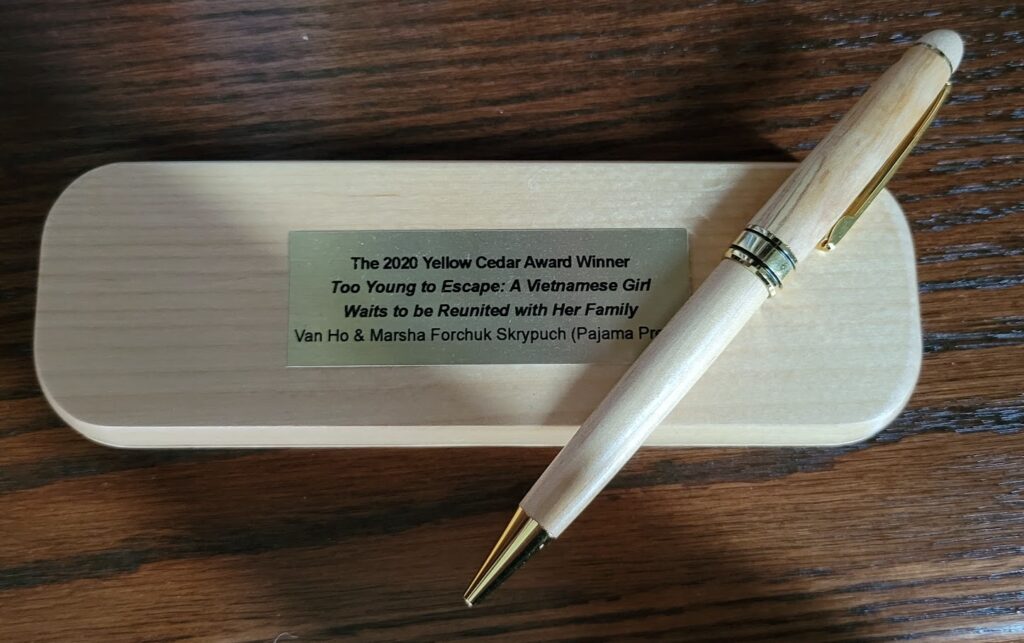 The 2020 Yellow Cedar Award Winner
Too Young to Escape: A Vietnamese Girl
Waits to be Reunited with Her Family
Van Ho & Marsha Forchuk Skrypuch (Pajama